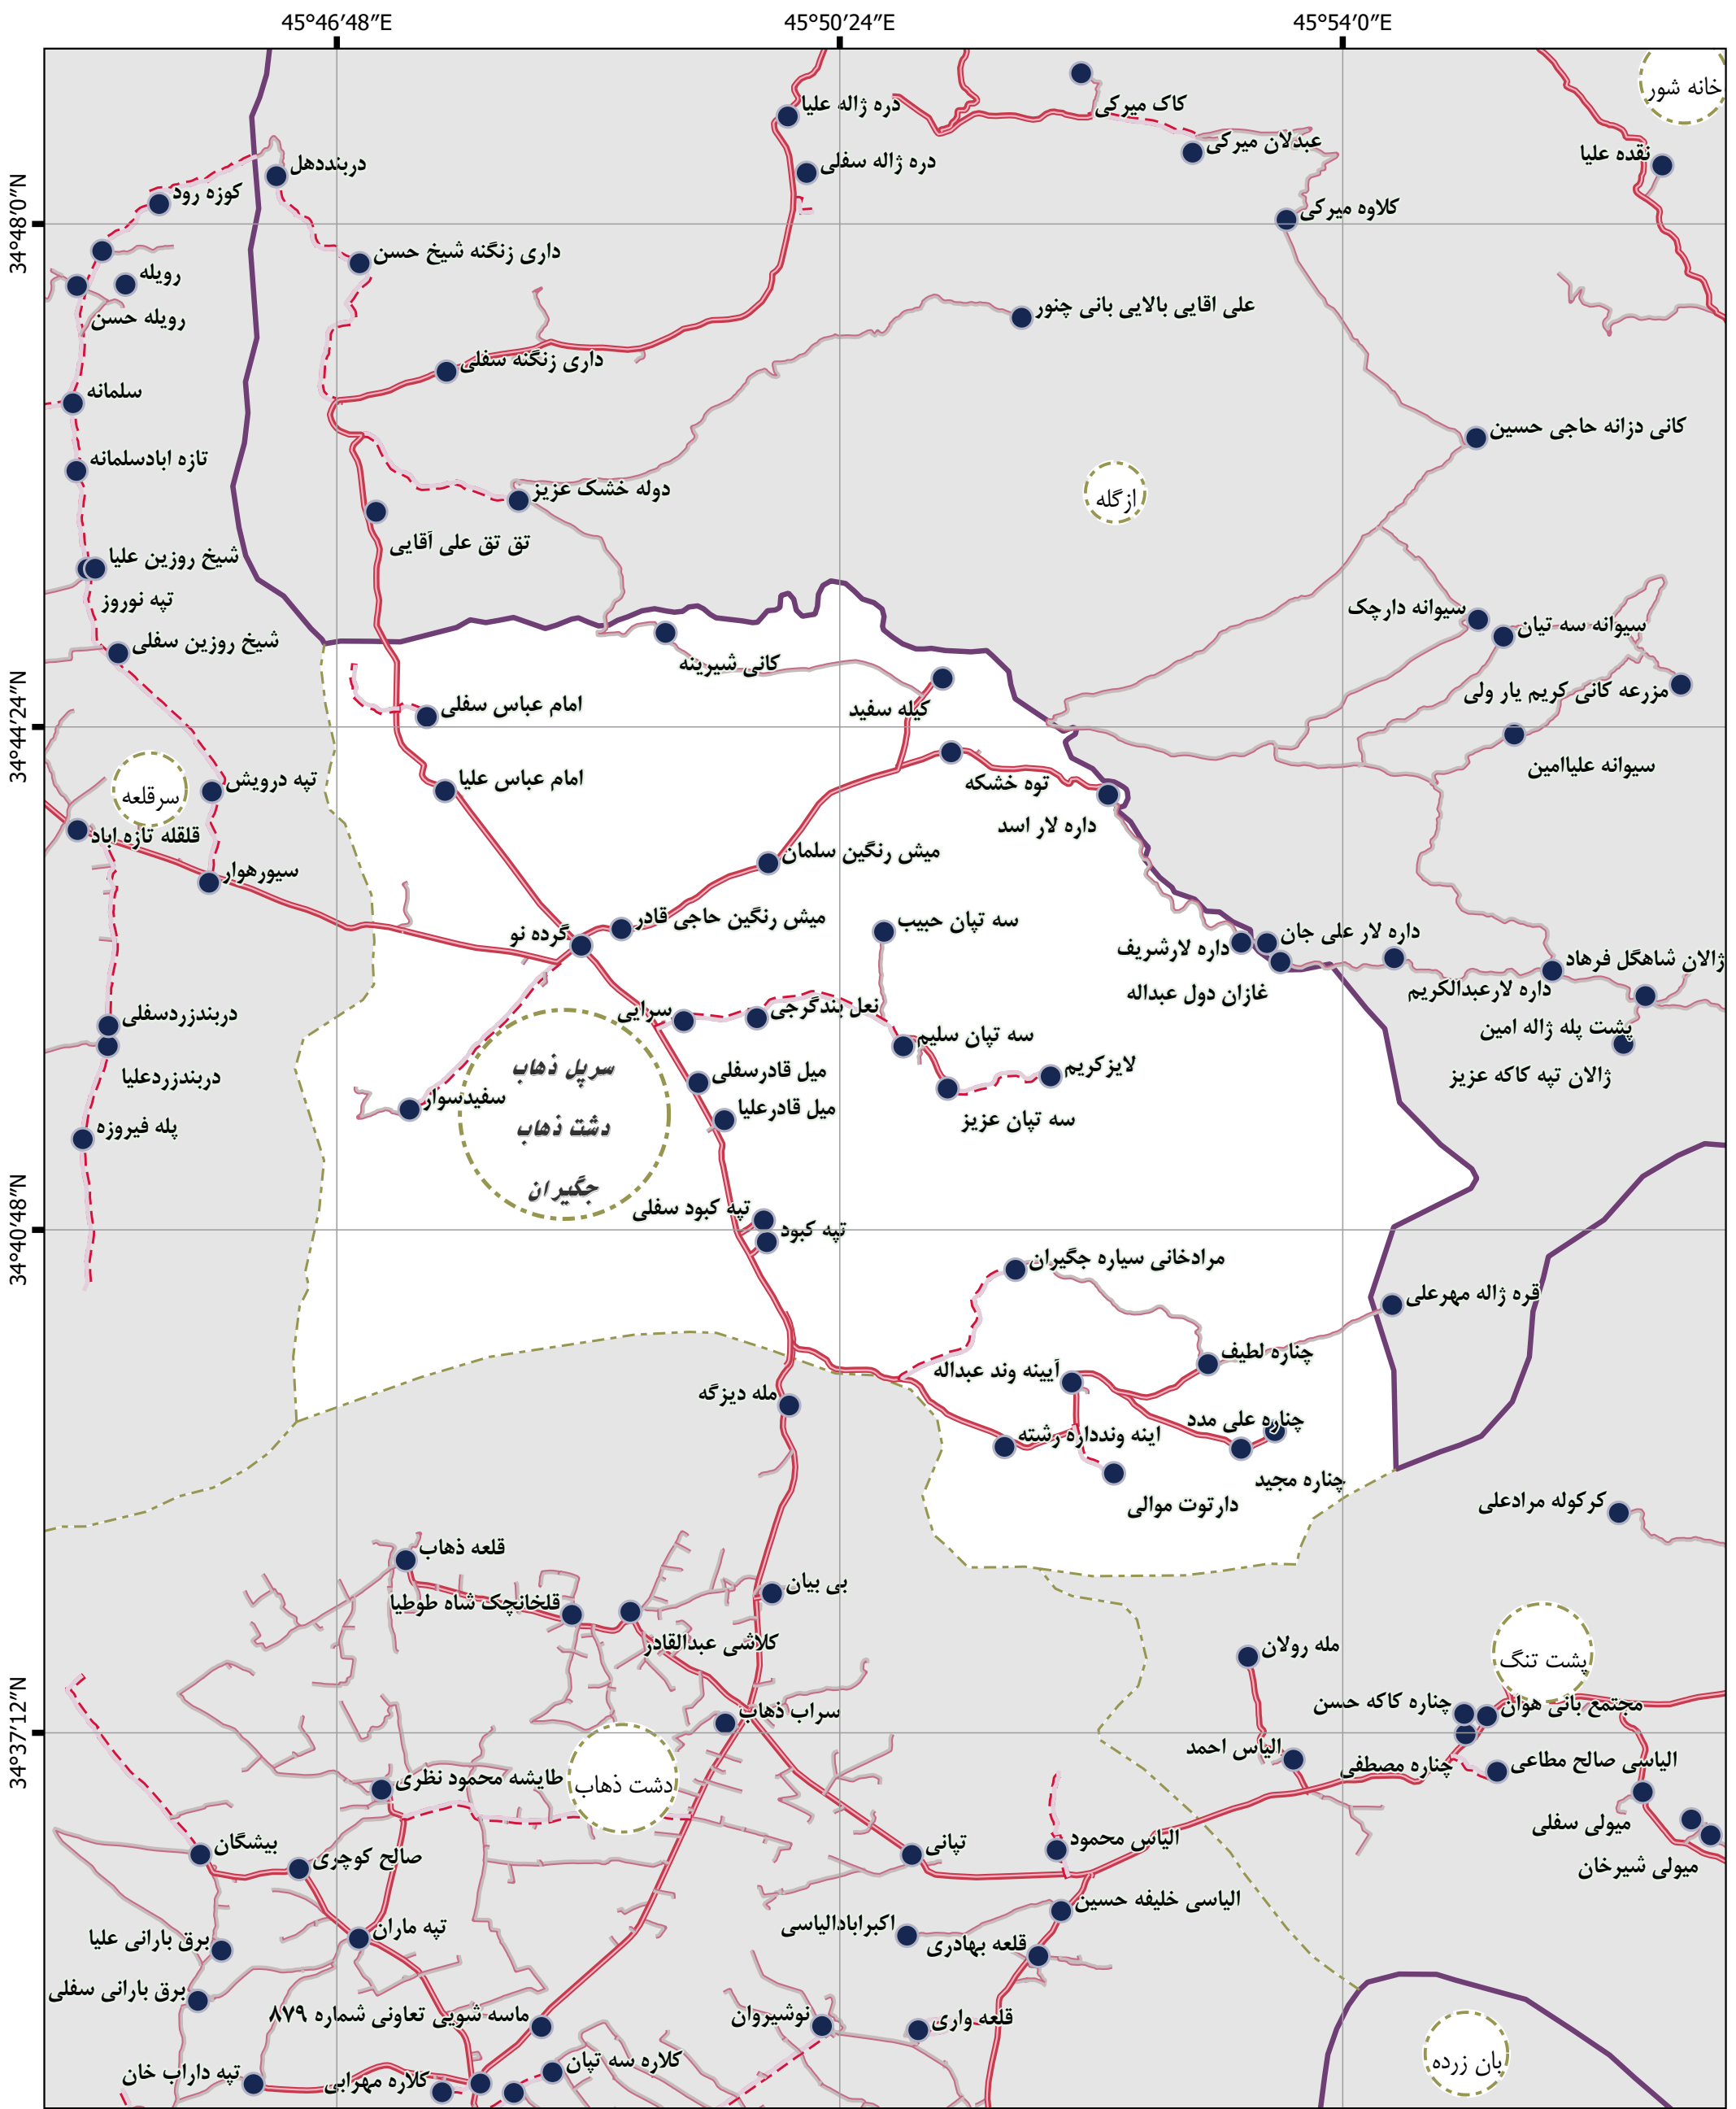 45°46'48"E
45°50'24"E
45°54'0"E
34°48'0"N
34°44'24"N
34°40'48"N
34°37'12"N
خانه شور
دره ژاله علیا
کاک میرکی
عبدلان میرکی
نقده علیا
دربنددهل
دره ژاله سفلی
کوزه رود
کلاوه میرکی
داری زنگنه شیخ حسن
رویله
علی اقایی بالایی بانی چنور
رویله حسن
داری زنگنه سفلی
سلمانه
کانی دزانه حاجی حسین
تازه ابادسلمانه
دوله خشک عزیز
ازگله
تق تق علی آقایی
شیخ روزین علیا
تپه نوروز
سیوانه دارچک
سیوانه سه تپان
شیخ روزین سفلی
کانی شیرینه
مزرعه کانی کریم یار ولی
امام عباس سفلی
کیله سفید
سیوانه علیاامین
تپه درویش
امام عباس علیا
توه خشکه
سرقلعه
داره لار اسد
قلقله تازه اباد
میش رنگین سلمان
سیورهوار
میش رنگین حاجی قادر
سه تپان حبیب
گرده نو
داره لار علی جان
داره لارشریف
ژالان شاهگل فرهاد
غازان دول عبداله
داره لارعبدالکریم
دربندزردسفلی
سرایی
نعل بندگرجی
سه تپان سلیم
پشت پله ژاله امین
سرپل ذهاب
دشت ذهاب
جگیران
میل قادرسفلی
لایزکریم
دربندزردعلیا
ژالان تپه کاکه عزیز
سفیدسوار
میل قادرعلیا
سه تپان عزیز
پله فیروزه
تپه کبود سفلی
تپه کبود
مرادخانی سیاره جگیران
قره ژاله مهرعلی
چناره لطیف
آیینه وند عبداله
مله دیزگه
چناره علی مدد
اینه ونداره رشته
چناره مجید
دارتوت موالی
کرکوله مرادعلی
قلعه ذهاب
بی بیان
قلخانچک شاه طوطیا
کلاشی عبدالقادر
مله رولان
پشت تنگ
چناره کاکه حسن
مجتمع بانی هوان
سراب ذهاب
الیاس احمد
چناره مصطفی
الیاسی صالح مطاعی
طایشه محمود نظری
دشت ذهاب
میولی سفلی
بیشگان
صالح کوچری
تپانی
الیاس محمود
میولی شیرخان
الیاسی خلیفه حسین
تپه ماران
برق بارانی علیا
اکبرابادالیاسی
قلعه بهادری
برق بارانی سفلی
ماسه شویی تعاونی شماره ۸۷۹
نوشیروان
قلعه واری
تپه داراب خان
کلاره مهرابی
کلاره سه تپان
بان زرده